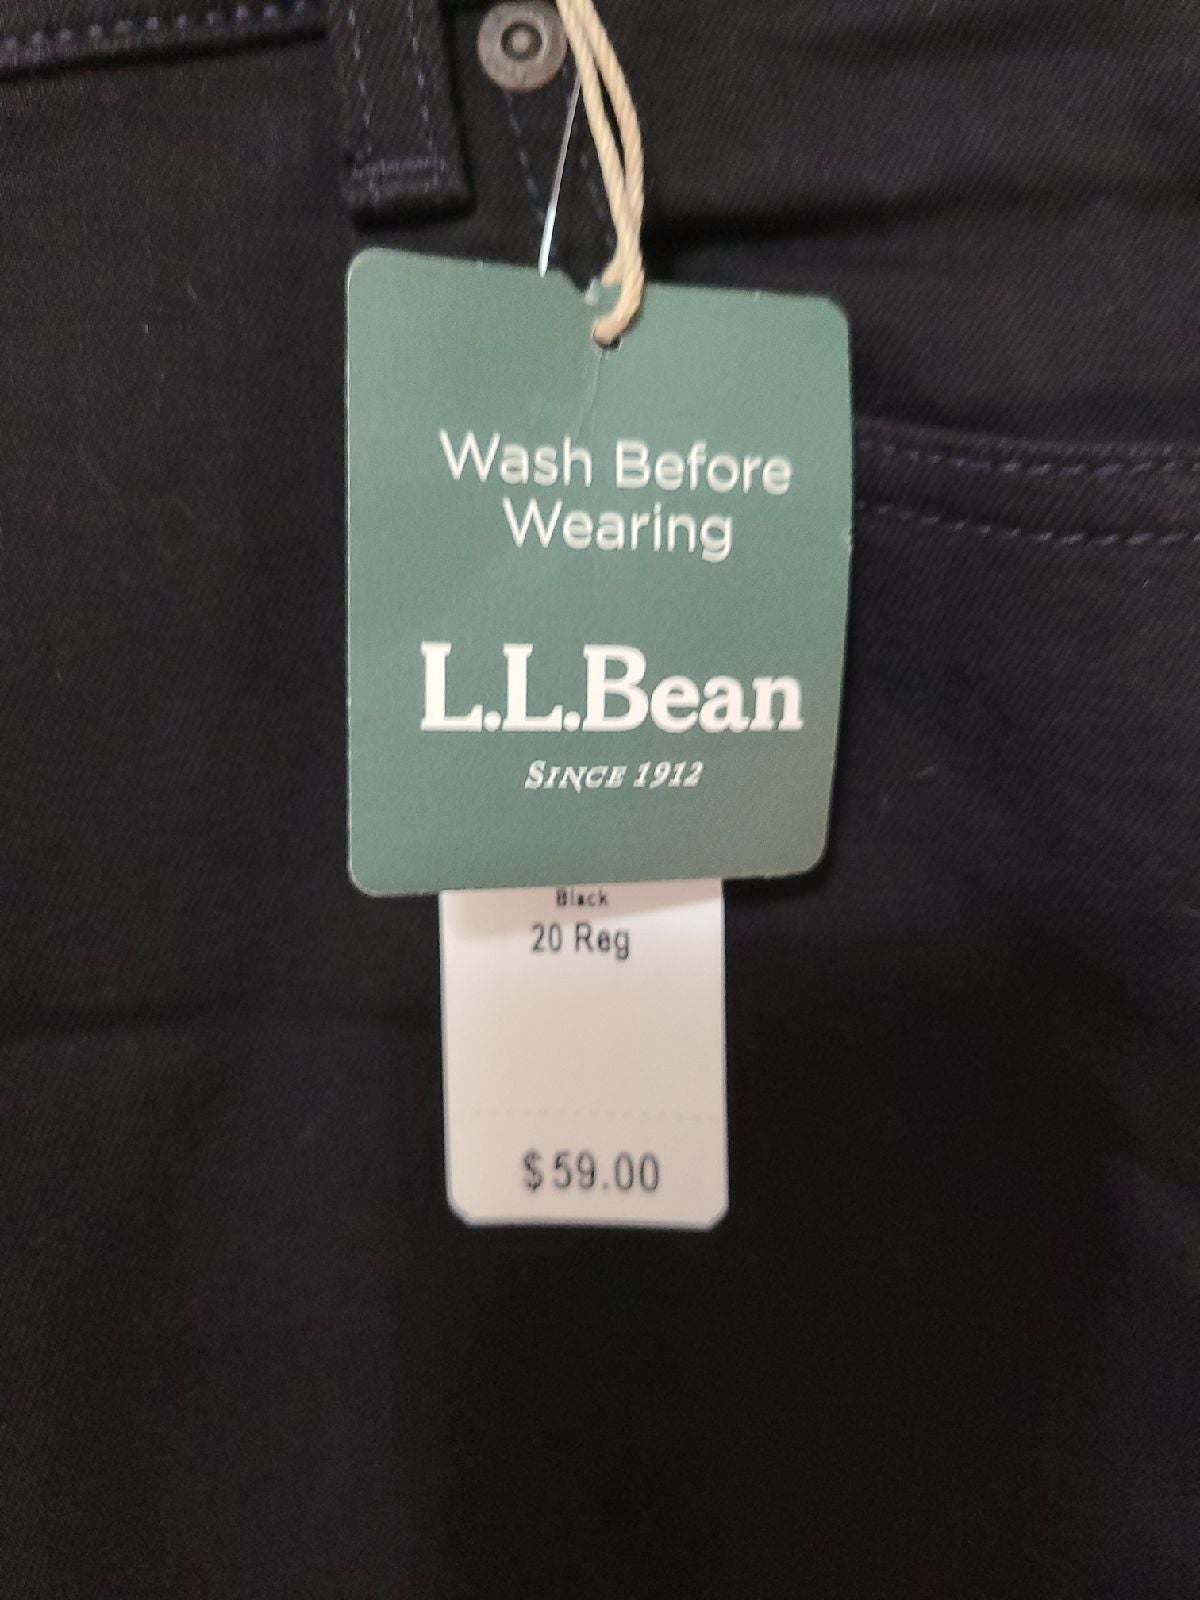 Wash Before
Wearing
L.L.Bean
SINCE 1912
Black
20 Reg
$59.00